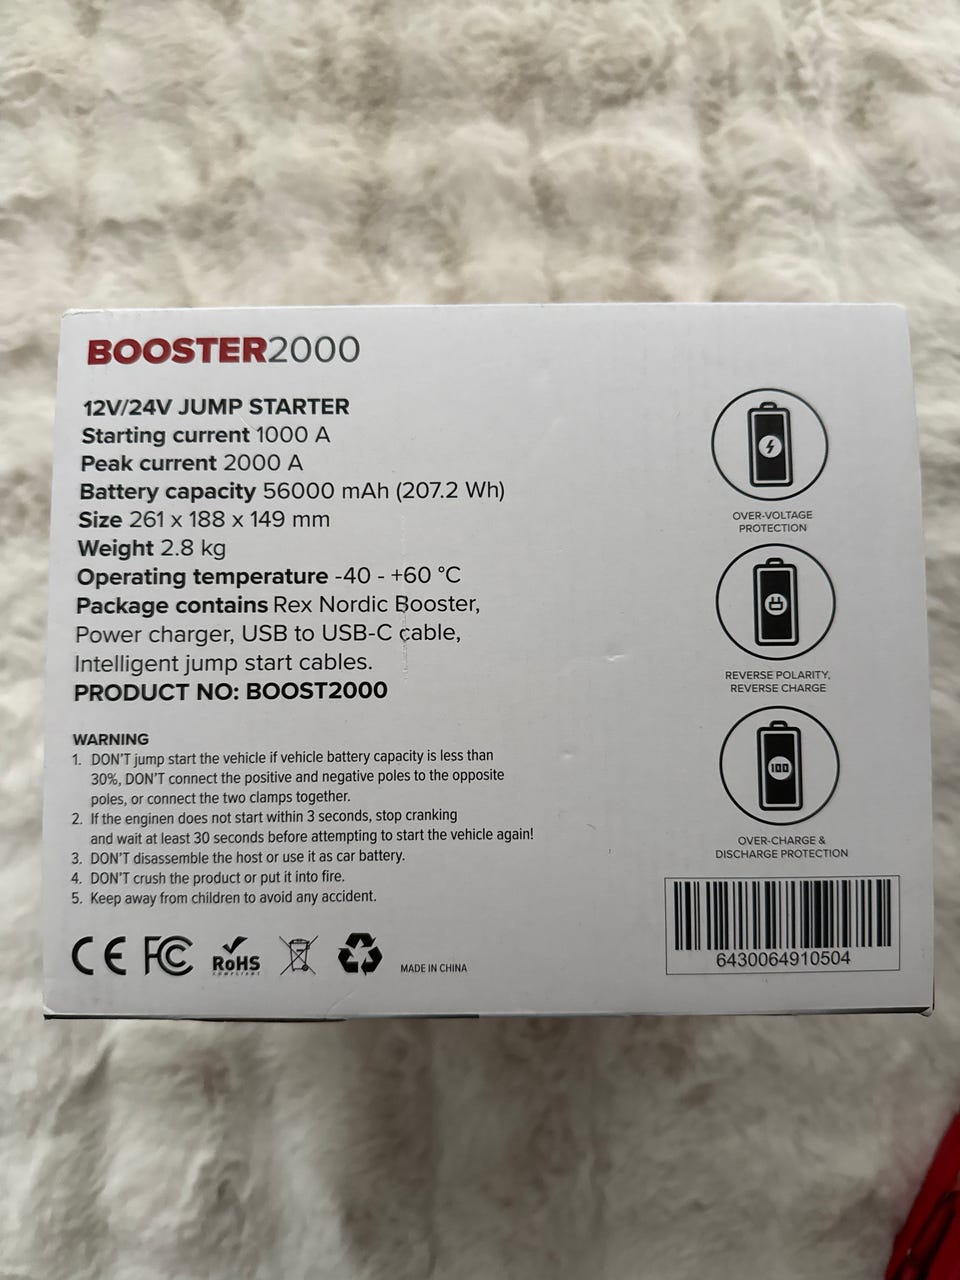 BOOSTER2000
12V/24V JUMP STARTER
Starting current 1000 A
Peak current 2000 A
Battery capacity 56000 mAh (207.2 Wh)
Size 261 x 188 x 149 mm
Weight 2.8 kg
Operating temperature -40 - +60 °C
Package contains Rex Nordic Booster,
Power charger, USB to USB-C cable,
Intelligent jump start cables.
PRODUCT NO: BOOST2000
WARNING
1. DON'T jump start the vehicle if vehicle battery capacity is less than
30%, DON'T connect the positive and negative poles to the opposite
poles, or connect the two clamps together.
2. If the enginen does not start within 3 seconds, stop cranking
and wait at least 30 seconds before attempting to start the vehicle again!
3. DON'T disassemble the host or use it as car battery.
4. DON'T crush the product or put it into fire.
5. Keep away from children to avoid any accident.
CE FC RoHS
COMPLIANT
MADE IN CHINA
OVER-VOLTAGE
PROTECTION
REVERSE POLARITY,
REVERSE CHARGE
100
OVER-CHARGE &
DISCHARGE PROTECTION
6430064910504